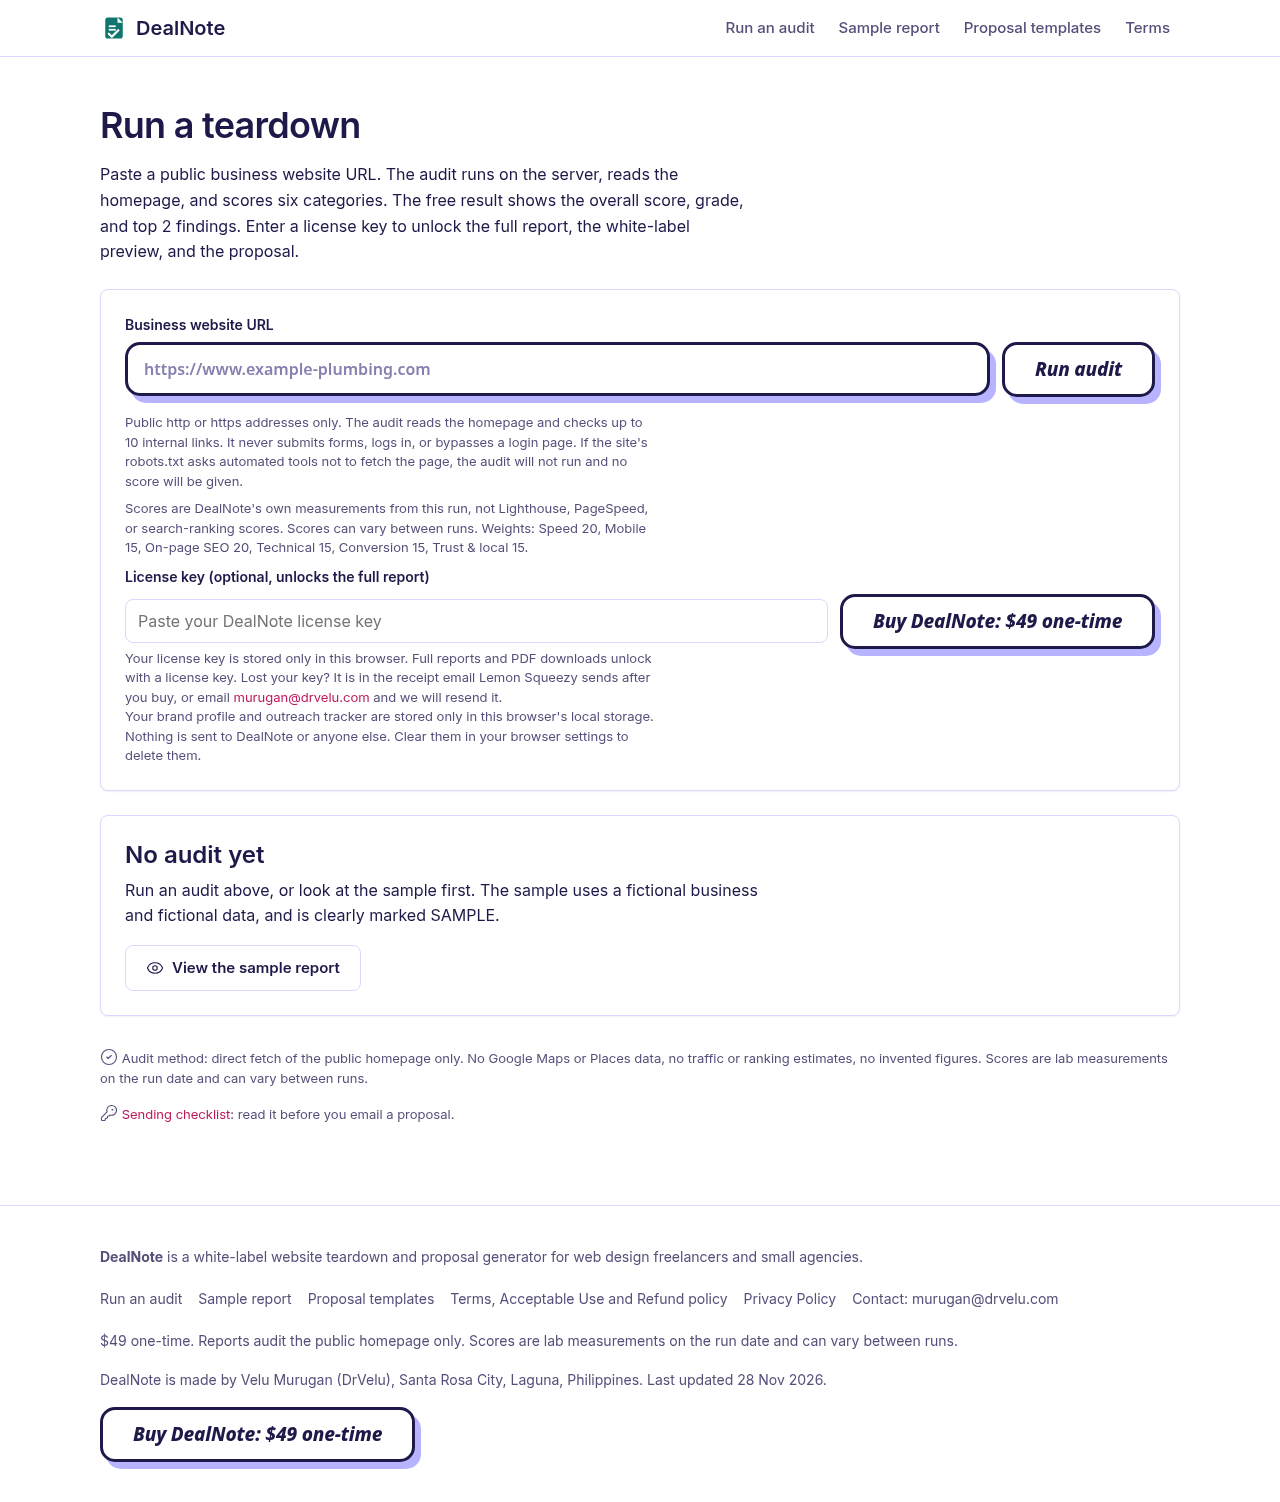 DealNote
Run an audit
Sample report
Proposal templates
Terms
Run a teardown
Paste a public business website URL. The audit runs on the server, reads the
homepage, and scores six categories. The free result shows the overall score, grade,
and top 2 findings. Enter a license key to unlock the full report, the white-label
preview, and the proposal.
Business website URL
https://www.example-plumbing.com
Run audit
Public http or https addresses only. The audit reads the homepage and checks up to
10 internal links. It never submits forms, logs in, or bypasses a login page. If the site's
robots.txt asks automated tools not to fetch the page, the audit will not run and no
score will be given.
Scores are DealNote's own measurements from this run, not Lighthouse, PageSpeed,
or search-ranking scores. Scores can vary between runs. Weights: Speed 20, Mobile
15, On-page SEO 20, Technical 15, Conversion 15, Trust & local 15.
License key (optional, unlocks the full report)
Paste your DealNote license key
Buy DealNote: $49 one-time
Your license key is stored only in this browser. Full reports and PDF downloads unlock
with a license key. Lost your key? It is in the receipt email Lemon Squeezy sends after
you buy, or email murugan@drvelu.com and we will resend it.
Your brand profile and outreach tracker are stored only in this browser's local storage.
Nothing is sent to DealNote or anyone else. Clear them in your browser settings to
delete them.
No audit yet
Run an audit above, or look at the sample first. The sample uses a fictional business
and fictional data, and is clearly marked SAMPLE.
View the sample report
Audit method: direct fetch of the public homepage only. No Google Maps or Places data, no traffic or ranking estimates, no invented figures. Scores are lab measurements
on the run date and can vary between runs.
Sending checklist: read it before you email a proposal.
DealNote is a white-label website teardown and proposal generator for web design freelancers and small agencies.
Run an audit
Sample report
Proposal templates
Terms, Acceptable Use and Refund policy
Privacy Policy
Contact: murugan@drvelu.com
$49 one-time. Reports audit the public homepage only. Scores are lab measurements on the run date and can vary between runs.
DealNote is made by Velu Murugan (DrVelu), Santa Rosa City, Laguna, Philippines. Last updated 28 Nov 2026.
Buy DealNote: $49 one-time